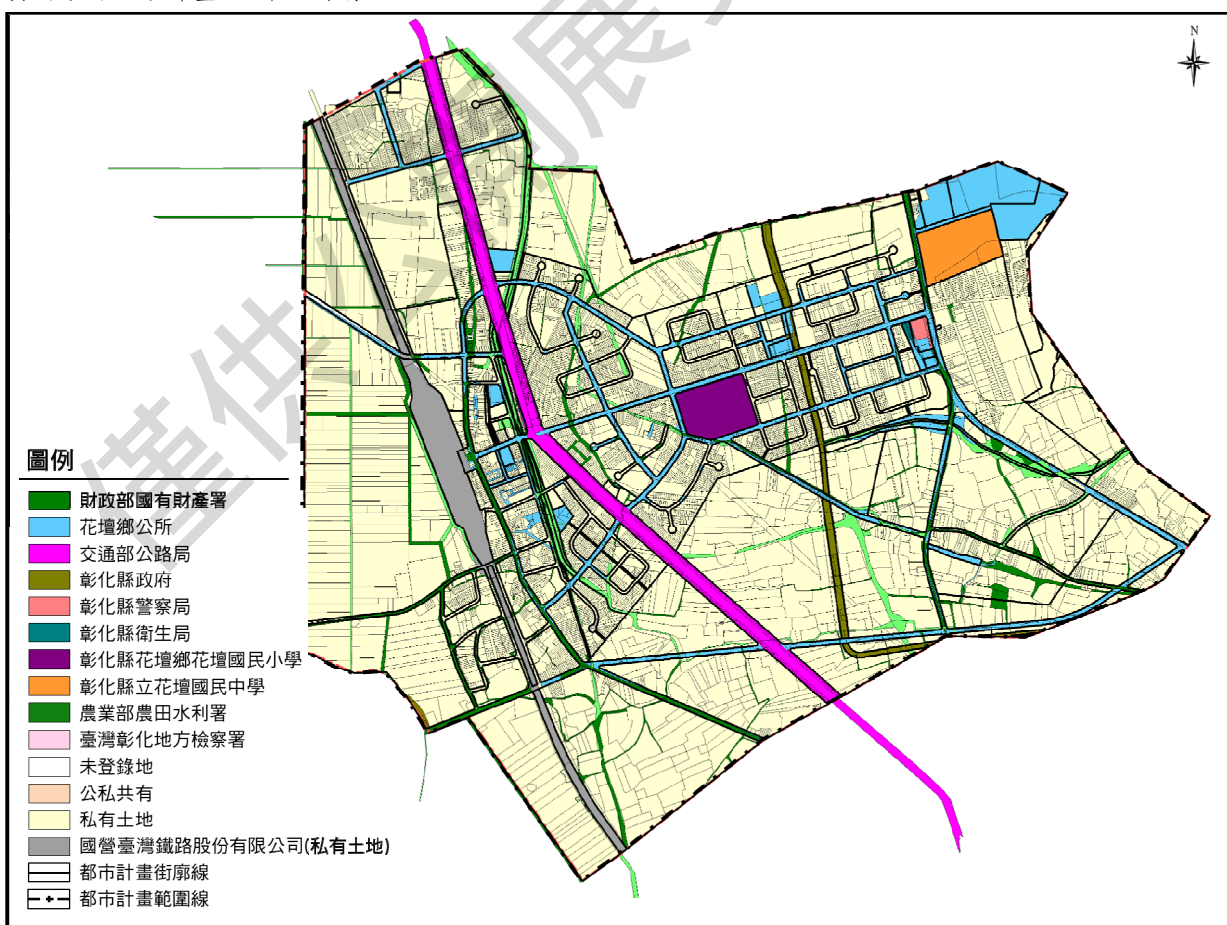 N
僅供公開展
圖例
財政部國有財產署
花壇鄉公所
交通部公路局
彰化縣政府
彰化縣警察局
彰化縣衛生局
彰化縣花壇鄉花壇國民小學
彰化縣立花壇國民中學
農業部農田水利署
臺灣彰化地方檢察署
未登錄地
公私共有
私有土地
國營臺灣鐵路股份有限公司(私有土地)
都市計畫街廓線
都市計畫範圍線